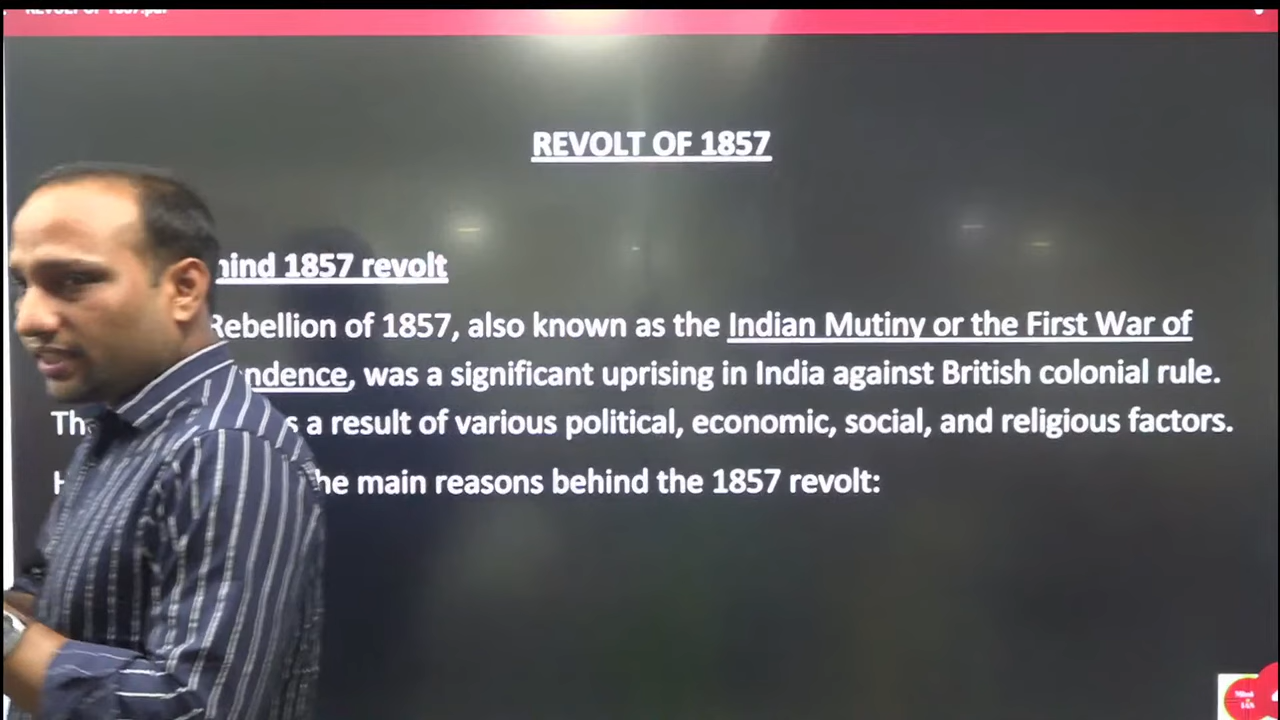 REVOLT OF 1857
hind 1857 revolt
Rebellion of 1857, also known as the Indian Mutiny or the First War of
ndence, was a significant uprising in India against British colonial rule.
Th s a result of various political, economic, social, and religious factors.
H he main reasons behind the 1857 revolt: